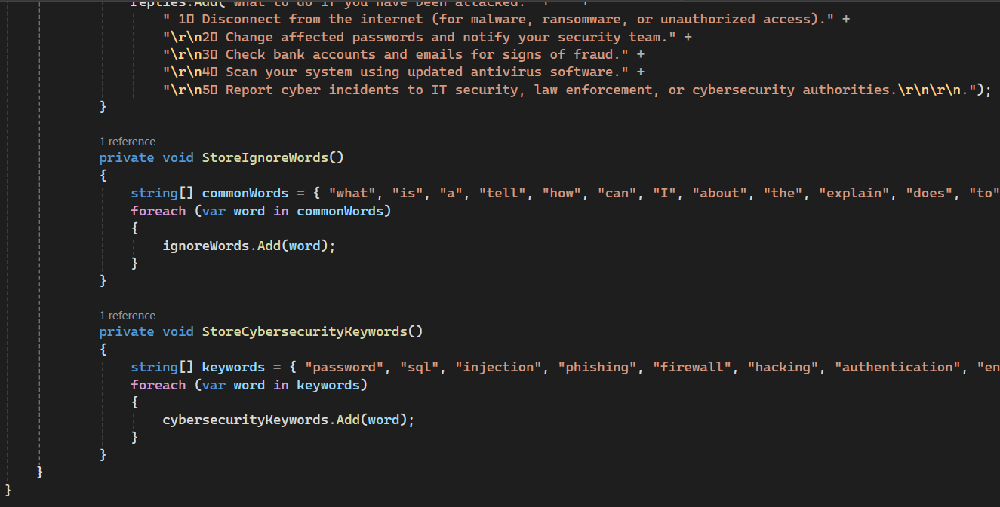 replies.Add("What to do if you have been attacked:" +
" 1▯ Disconnect from the internet (for malware, ransomware, or unauthorized access)." +
"\r\n2▯ Change affected passwords and notify your security team." +
"\r\n3▯ Check bank accounts and emails for signs of fraud." +
"\r\n4▯ Scan your system using updated antivirus software." +
"\r\n5▯ Report cyber incidents to IT security, law enforcement, or cybersecurity authorities.\r\n\r\n.");
}
1 reference
private void StoreIgnoreWords()
{
string[] commonWords = { "what", "is", "a", "tell", "how", "can", "I", "about", "the", "explain", "does", "to"
foreach (var word in commonWords)
{
ignoreWords.Add(word);
}
}
1 reference
private void StoreCybersecurityKeywords()
{
string[] keywords = { "password", "sql", "injection", "phishing", "firewall", "hacking", "authentication", "en
foreach (var word in keywords)
{
cybersecurityKeywords.Add(word);
}
}
}
}